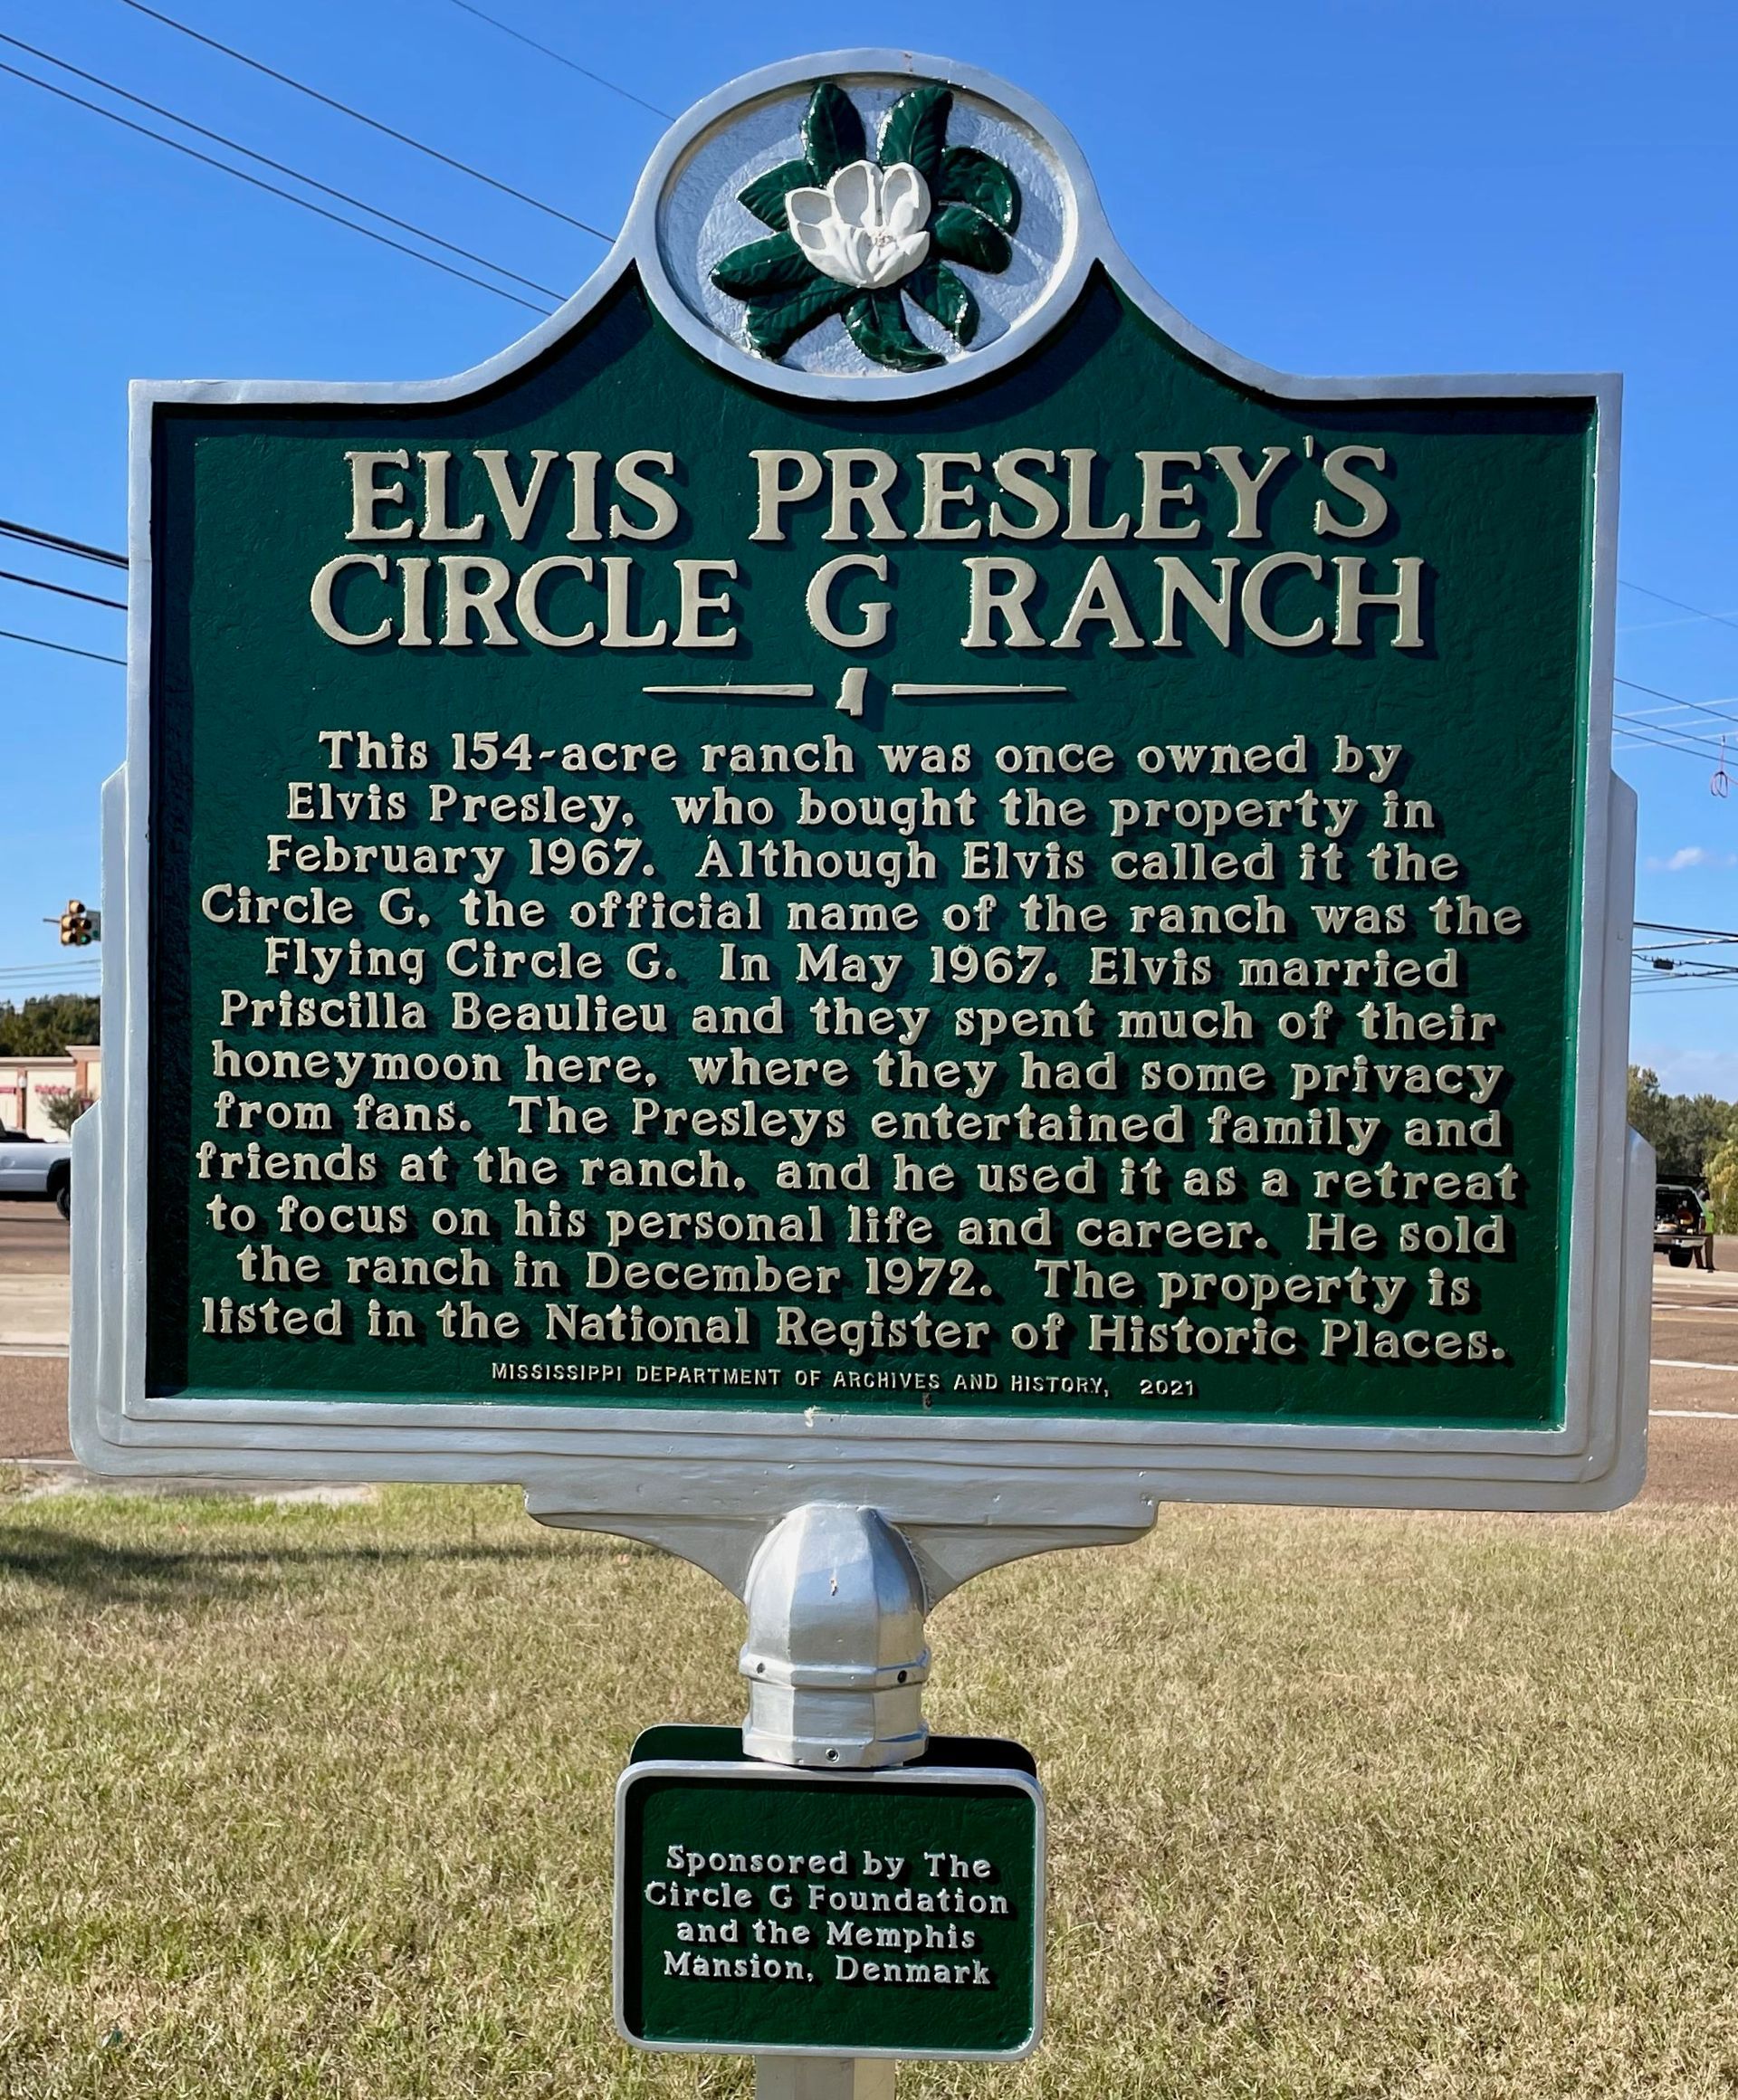 ELVIS PRESLEY'S
CIRCLE G RANCH
This 154-acre ranch was once owned by
Elvis Presley, who bought the property in
February 1967. Although Elvis called it the
Circle G, the official name of the ranch was the
Flying Circle G. In May 1967, Elvis married
Priscilla Beaulieu and they spent much of their
honeymoon here, where they had some privacy
from fans. The Presleys entertained family and
friends at the ranch, and he used it as a retreat
to focus on his personal life and career. He sold
the ranch in December 1972. The property is
listed in the National Register of Historic Places.
MISSISSIPPI DEPARTMENT OF ARCHIVES AND HISTORY, 2021
Sponsored by The
Circle G Foundation
and the Memphis
Mansion, Denmark